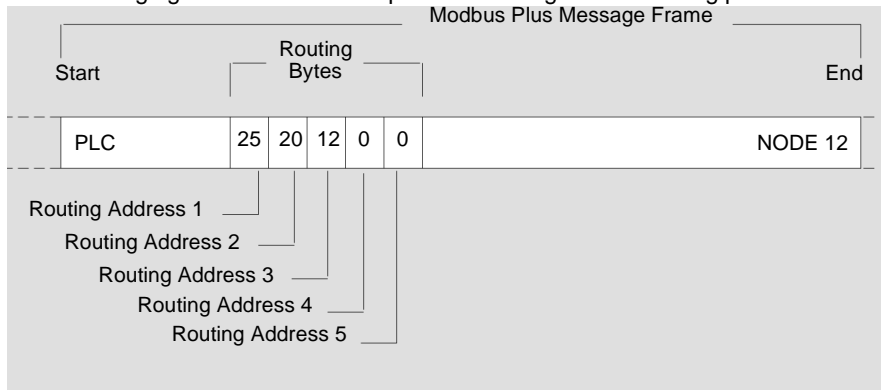 Modbus Plus Message Frame
Routing
Bytes
Start
End
PLC 25 20 12 0 0 NODE 12
Routing Address 1
Routing Address 2
Routing Address 3
Routing Address 4
Routing Address 5